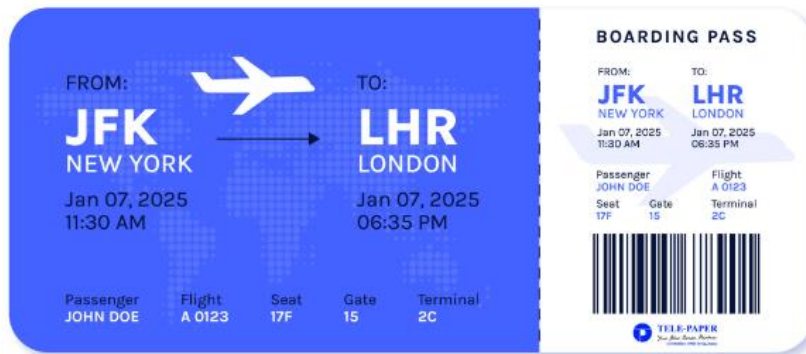 FROM: TO:
JFK LHR
NEW YORK LONDON
Jan 07, 2025 Jan 07, 2025
11:30 AM 06:35 PM
Passenger Flight Seat Gate Terminal
JOHN DOE A 0123 17F 15 2C
BOARDING PASS
FROM: TO:
JFK LHR
NEW YORK LONDON
Jan 07, 2025 Jan 07, 2025
11:30 AM 06:35 PM
Passenger Flight
JOHN DOE A 0123
Seat Gate Terminal
17F 15 2C
TELE-PAPER